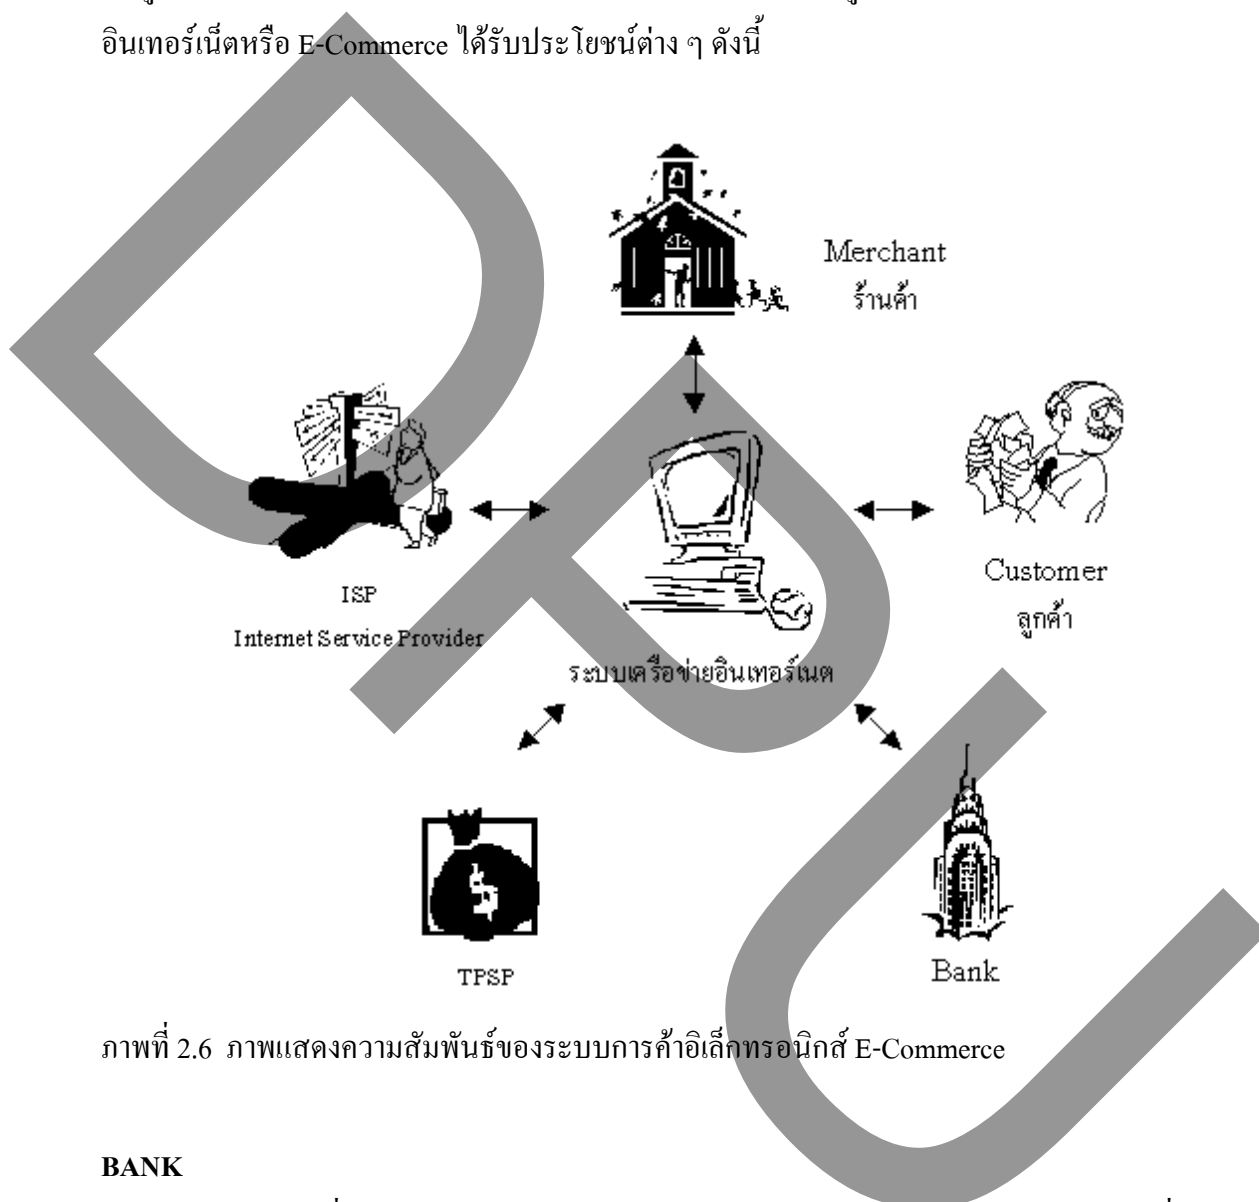 อินเทอร์เน็ตหรือ E-Commerce ได้รับประโยชน์ต่าง ๆ ดังนี้
Merchant
ร้านค้า
ISP
Internet Service Provider
Customer
ลูกค้า
ระบบเครือข่ายอินเทอร์เนต
TPSP
Bank
ภาพที่ 2.6 ภาพแสดงความสัมพันธ์ของระบบการค้าอิเล็กทรอนิกส์ E-Commerce
BANK
DPU